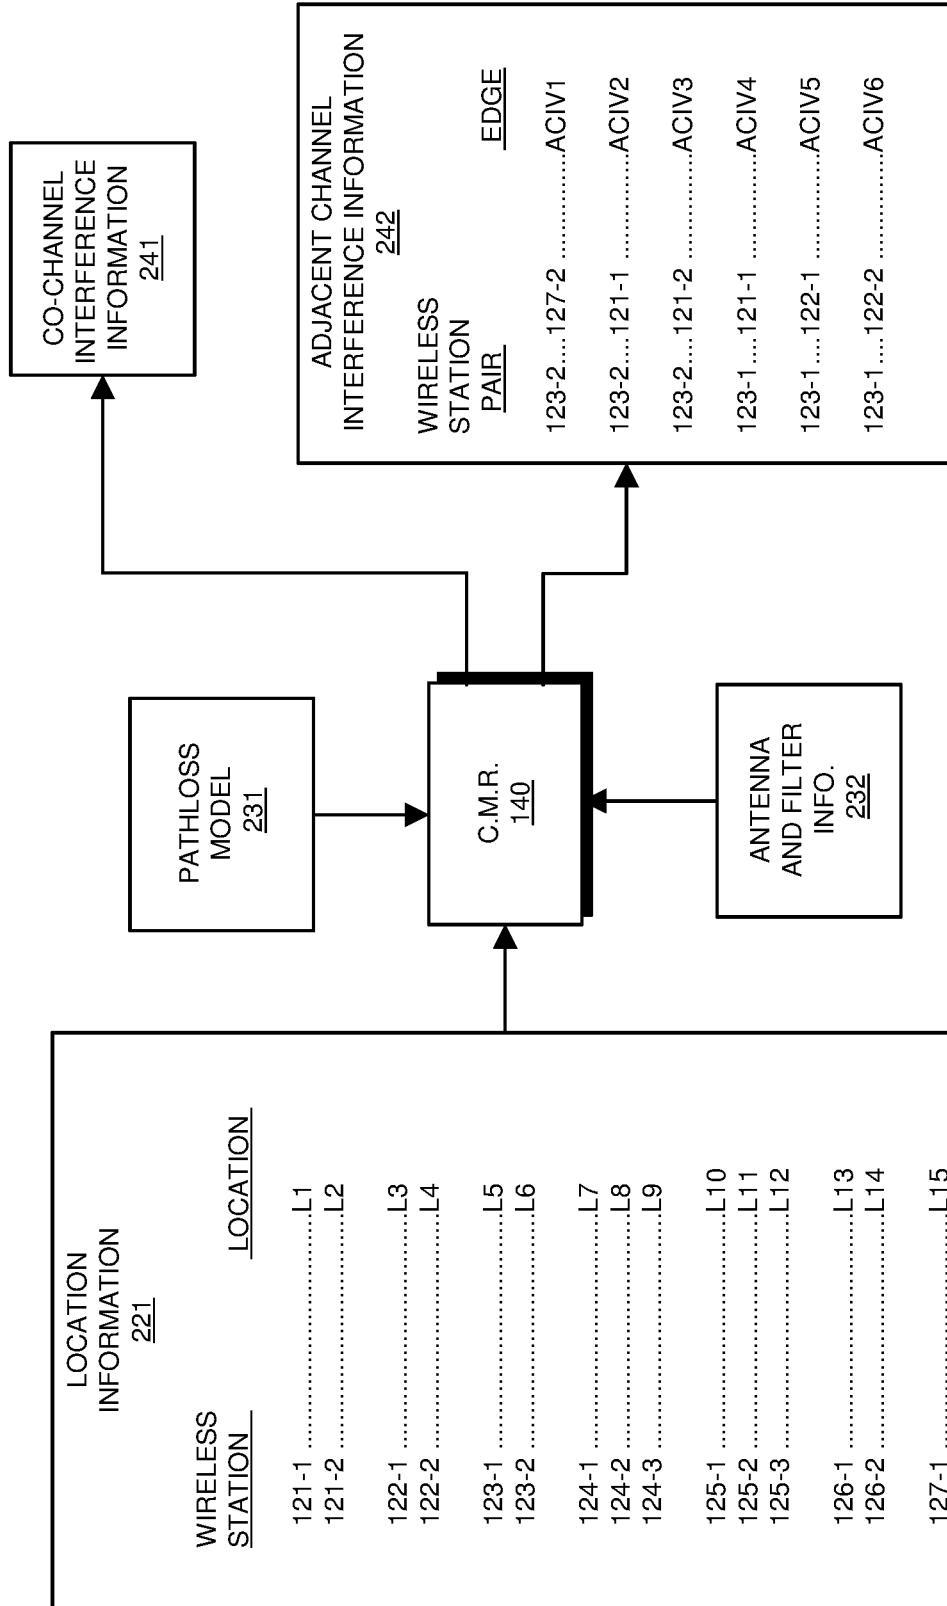 LOCATION
INFORMATION
221
WIRELESS
STATION
LOCATION
121-1 ..........................L1
121-2 ..........................L2
122-1 ..........................L3
122-2 ..........................L4
123-1 ..........................L5
123-2 ..........................L6
124-1 ..........................L7
124-2 ..........................L8
124-3 ..........................L9
125-1 ..........................L10
125-2 ..........................L11
125-3 ..........................L12
126-1 ..........................L13
126-2 ..........................L14
127-1 ..........................L15
PATHLOSS
MODEL
231
C.M.R.
140
ANTENNA
AND FILTER
INFO.
232
CO-CHANNEL
INTERFERENCE
INFORMATION
241
ADJACENT CHANNEL
INTERFERENCE INFORMATION
242
WIRELESS
STATION
PAIR
EDGE
123-2....127-2 ..............ACIV1
123-2....121-1 ..............ACIV2
123-2....121-2 ..............ACIV3
123-1....121-1 ..............ACIV4
123-1....122-1 ..............ACIV5
123-1....122-2 ..............ACIV6